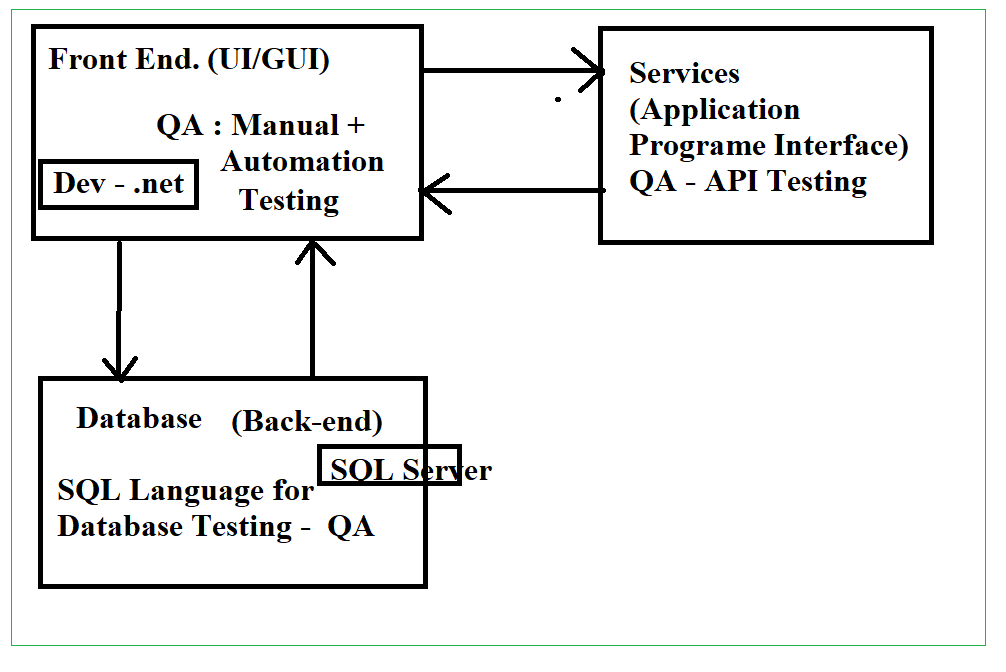 Front End. (UI/GUI)
QA : Manual +
Automation
Testing
Dev - .net
Services
(Application
Programe Interface)
QA - API Testing
Database (Back-end)
SQL Server
SQL Language for
Database Testing - QA